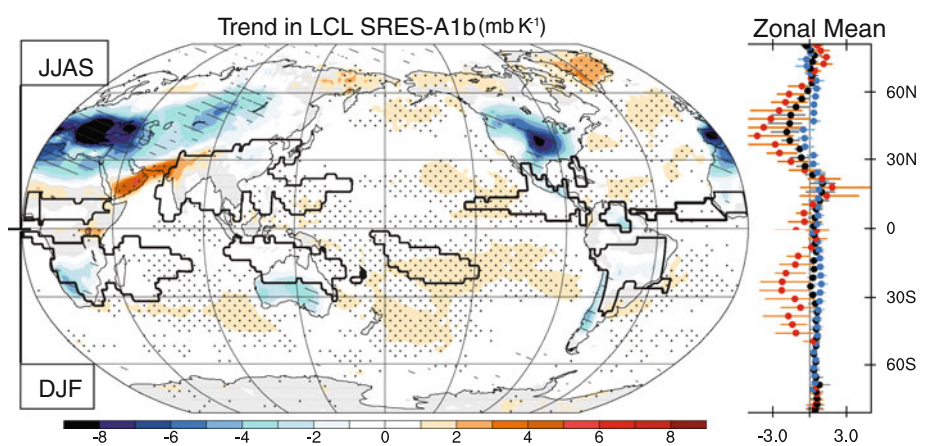 Trend in LCL SRES-A1b (mb K⁻¹)
Zonal Mean
JJAS
60N
30N
0
30S
60S
DJF
-8 -6 -4 -2 0 2 4 6 8
-3.0 3.0